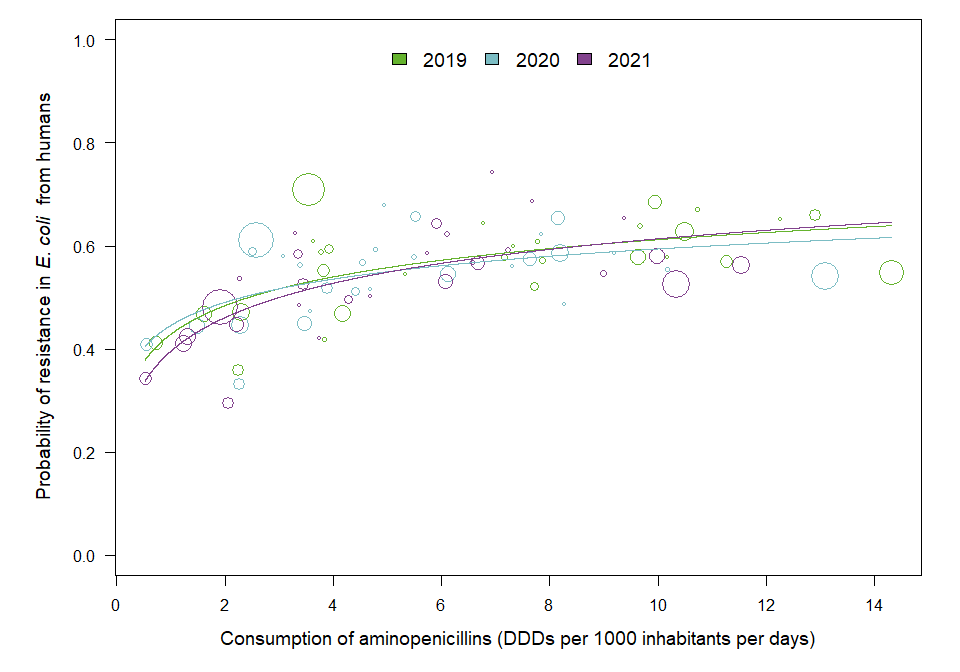 2019 2020 2021
1.0
0.8
0.6
0.4
0.2
0.0
Probability of resistance in E. coli from humans
0 2 4 6 8 10 12 14
Consumption of aminopenicillins (DDDs per 1000 inhabitants per days)